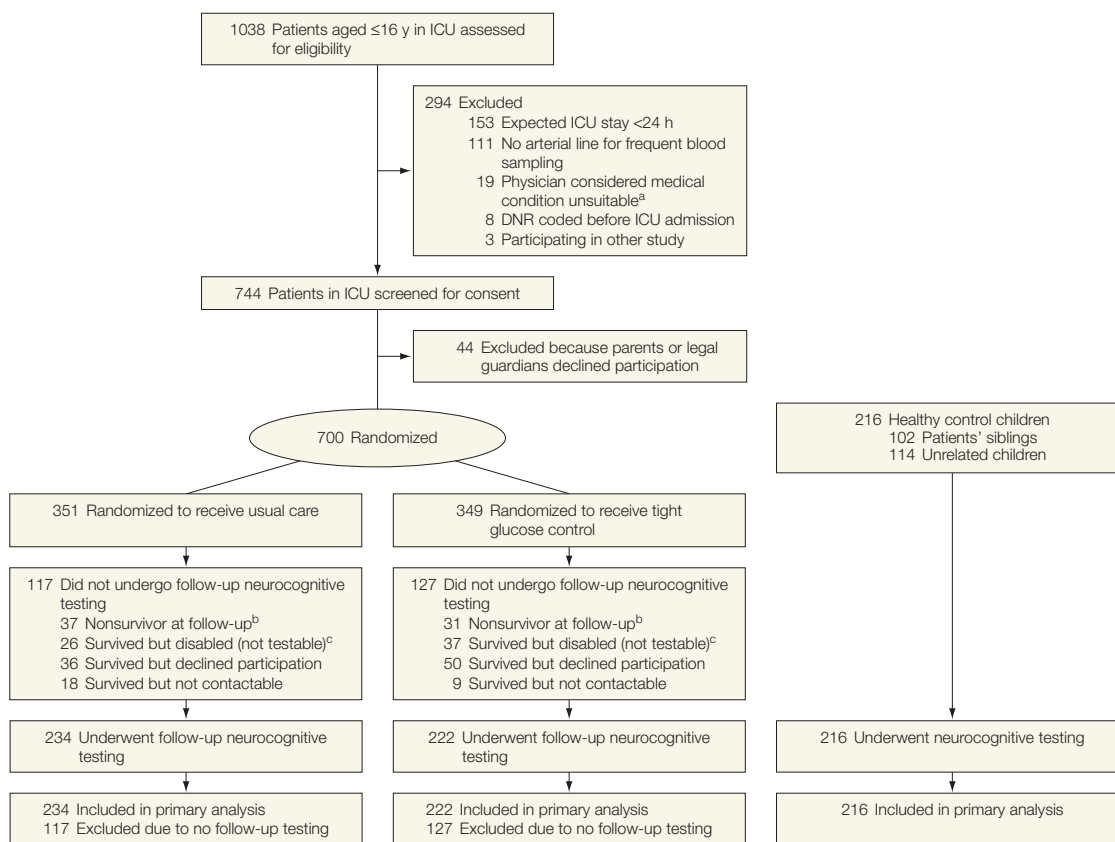 1038 Patients aged ≤16 y in ICU assessed
for eligibility
294 Excluded
153 Expected ICU stay <24 h
111 No arterial line for frequent blood
sampling
19 Physician considered medical
condition unsuitableᵃ
8 DNR coded before ICU admission
3 Participating in other study
744 Patients in ICU screened for consent
44 Excluded because parents or legal
guardians declined participation
700 Randomized
216 Healthy control children
102 Patients’ siblings
114 Unrelated children
351 Randomized to receive usual care
349 Randomized to receive tight
glucose control
117 Did not undergo follow-up neurocognitive
testing
37 Nonsurvivor at follow-upᵇ
26 Survived but disabled (not testable)ᶜ
36 Survived but declined participation
18 Survived but not contactable
127 Did not undergo follow-up neurocognitive
testing
31 Nonsurvivor at follow-upᵇ
37 Survived but disabled (not testable)ᶜ
50 Survived but declined participation
9 Survived but not contactable
234 Underwent follow-up neurocognitive
testing
222 Underwent follow-up neurocognitive
testing
216 Underwent neurocognitive testing
234 Included in primary analysis
117 Excluded due to no follow-up testing
222 Included in primary analysis
127 Excluded due to no follow-up testing
216 Included in primary analysis